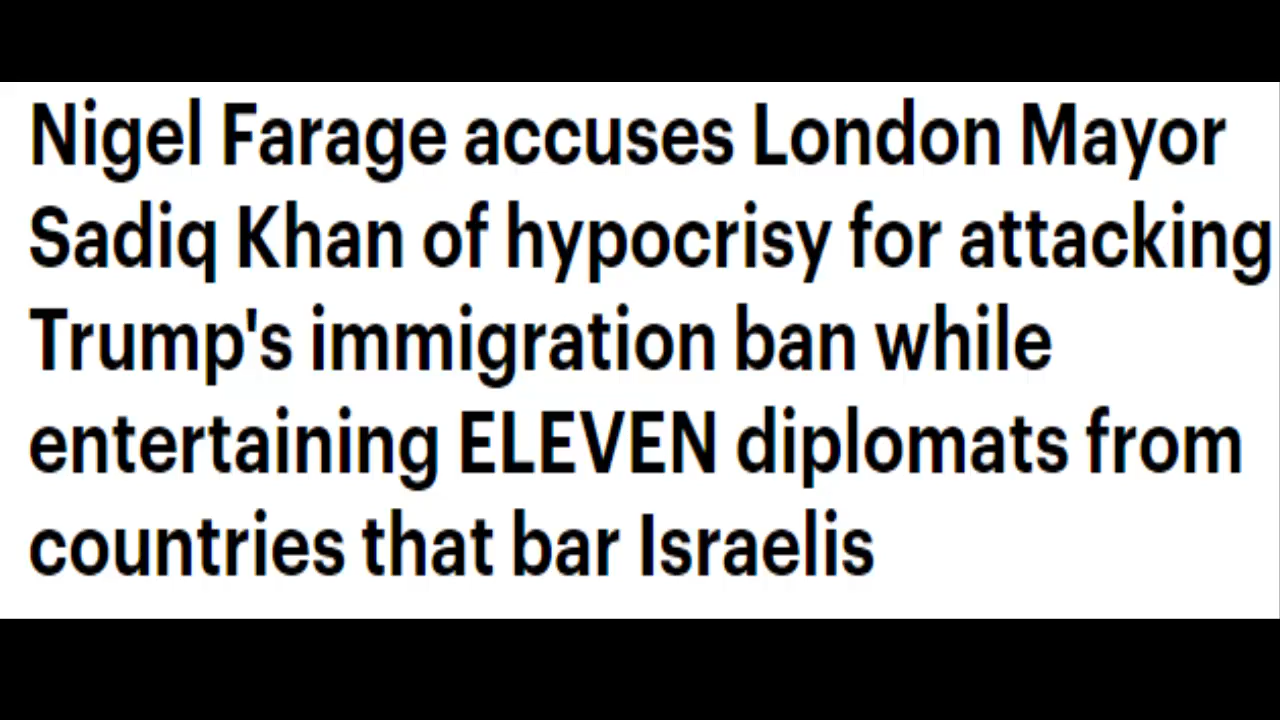 Nigel Farage accuses London Mayor
Sadiq Khan of hypocrisy for attacking
Trump's immigration ban while
entertaining ELEVEN diplomats from
countries that bar Israelis